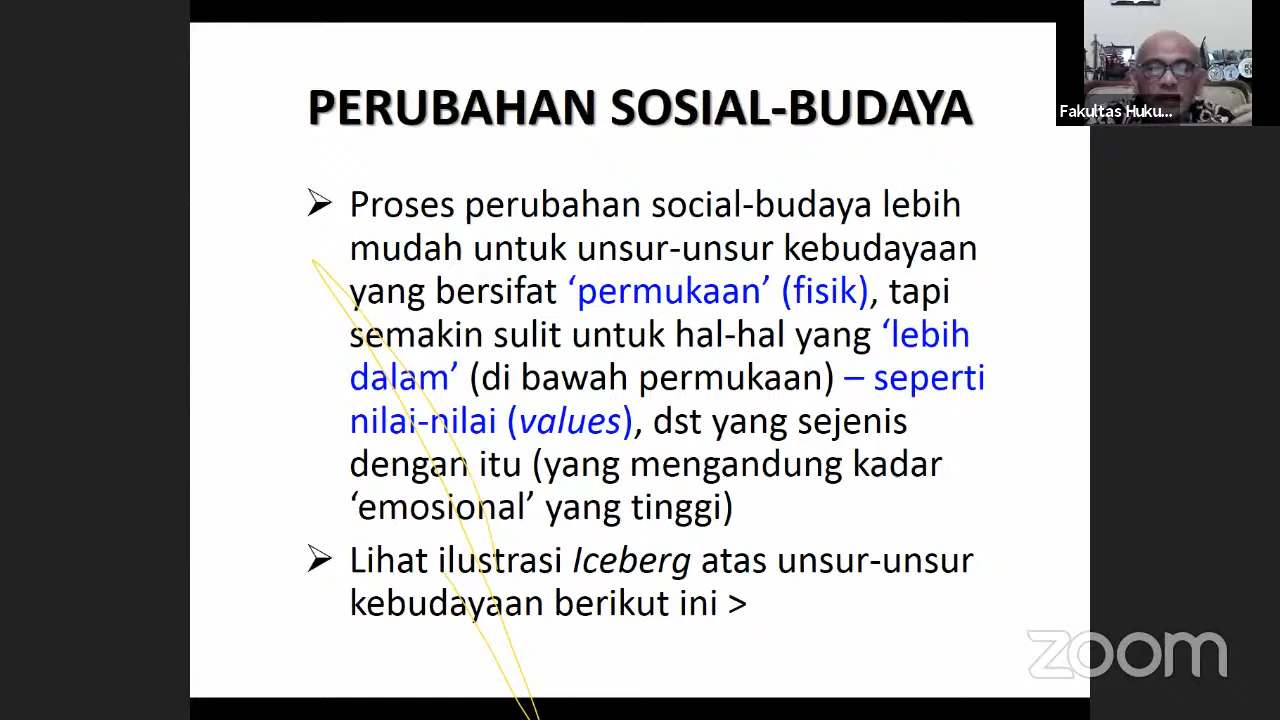 PERUBAHAN SOSIAL-BUDAYA
Fakultas Huku...
➢ Proses perubahan social-budaya lebih
mudah untuk unsur-unsur kebudayaan
yang bersifat ‘permukaan’ (fisik), tapi
semakin sulit untuk hal-hal yang ‘lebih
dalam’ (di bawah permukaan) – seperti
nilai-nilai (values), dst yang sejenis
dengan itu (yang mengandung kadar
‘emosional’ yang tinggi)
➢ Lihat ilustrasi Iceberg atas unsur-unsur
kebudayaan berikut ini >
zoom